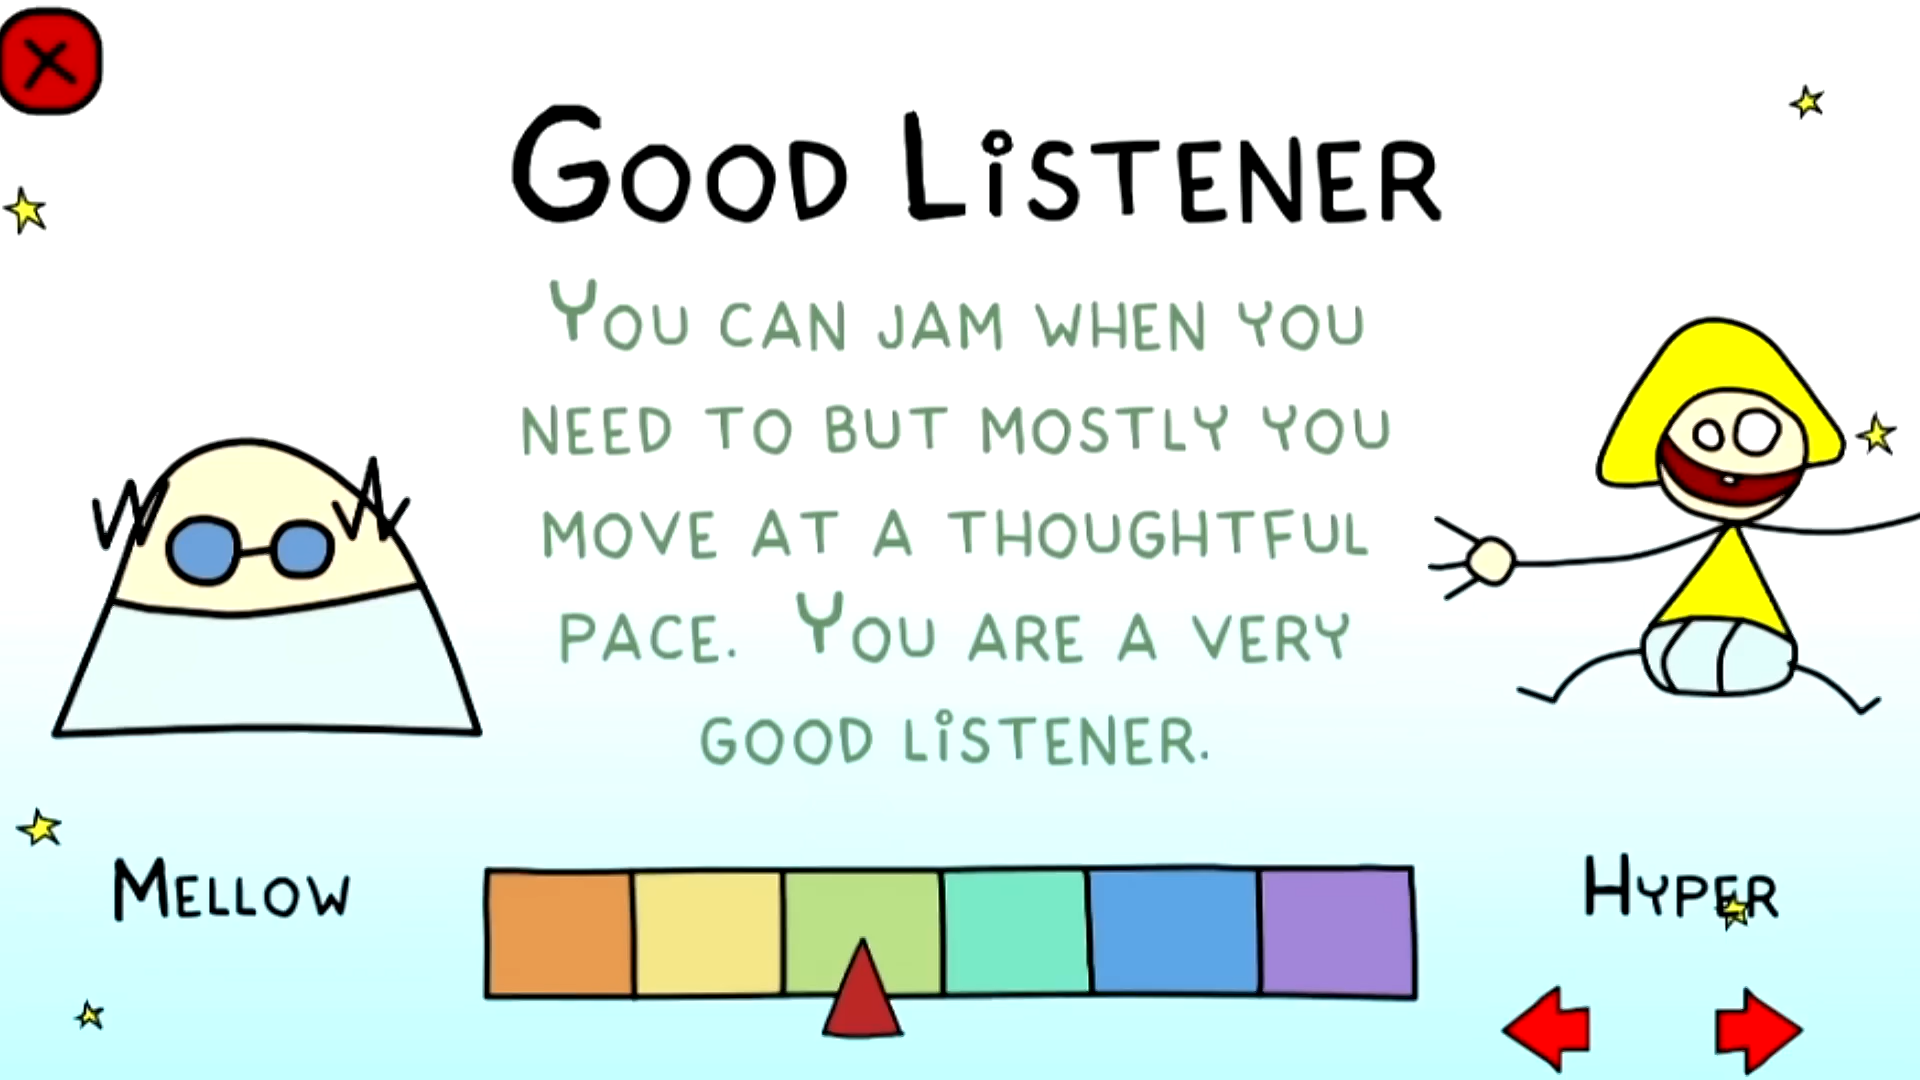 Good Listener
You can jam when you
need to but mostly you
move at a thoughtful
pace. You are a very
good listener.
Mellow
Hyper